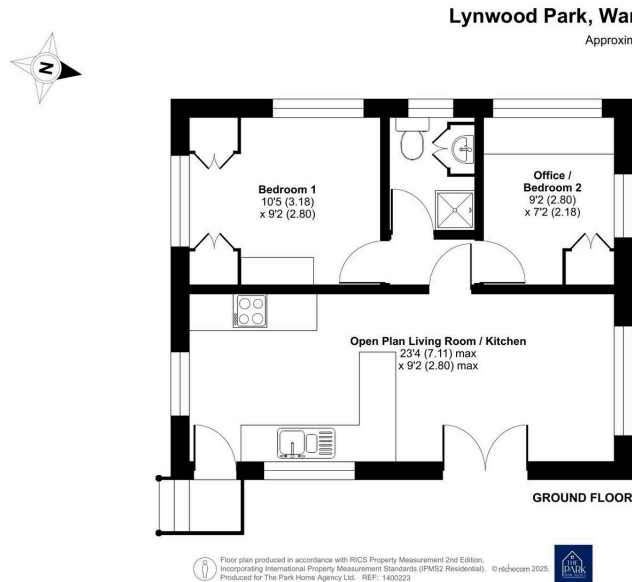 Lynwood Park, War
Approxim
N
Bedroom 1
10'5 (3.18)
x 9'2 (2.80)
Office /
Bedroom 2
9'2 (2.80)
x 7'2 (2.18)
Open Plan Living Room / Kitchen
23'4 (7.11) max
x 9'2 (2.80) max
GROUND FLOOR
Floor plan produced in accordance with RICS Property Measurement 2nd Edition,
Incorporating International Property Measurement Standards (IPMS2 Residential). © nichecom 2025.
Produced for The Park Home Agency Ltd. REF: 1400223
THE
PARK